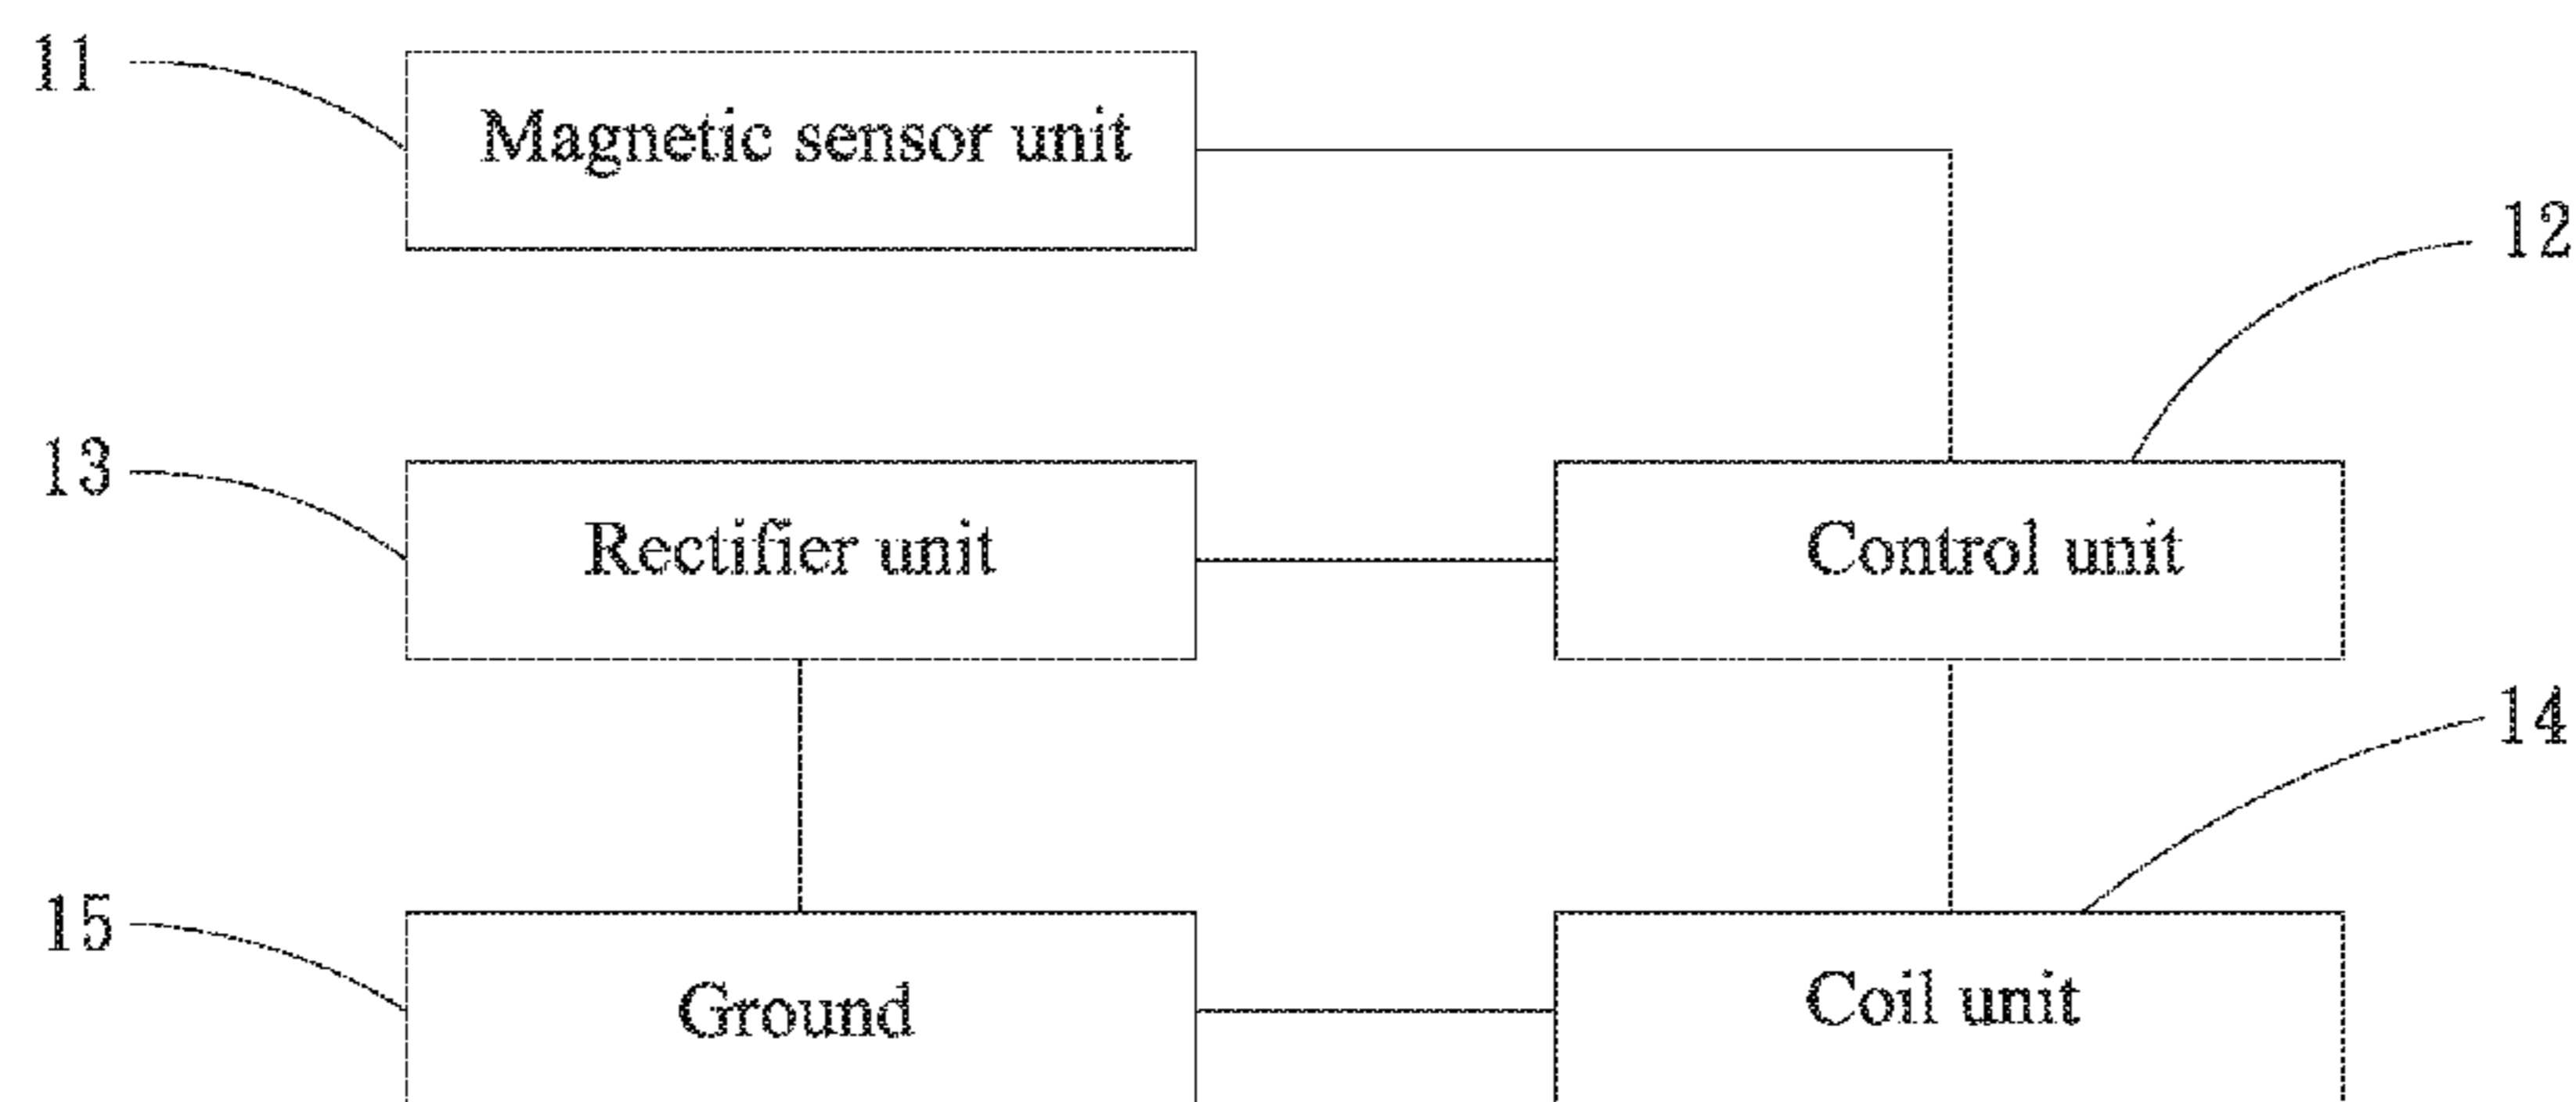 11
Magnetic sensor unit
12
13
Rectifier unit
Control unit
14
15
Ground
Coil unit